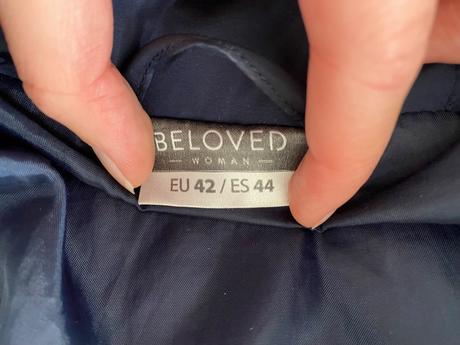 BELOVED
— WOMAN —
EU 42 / ES 44